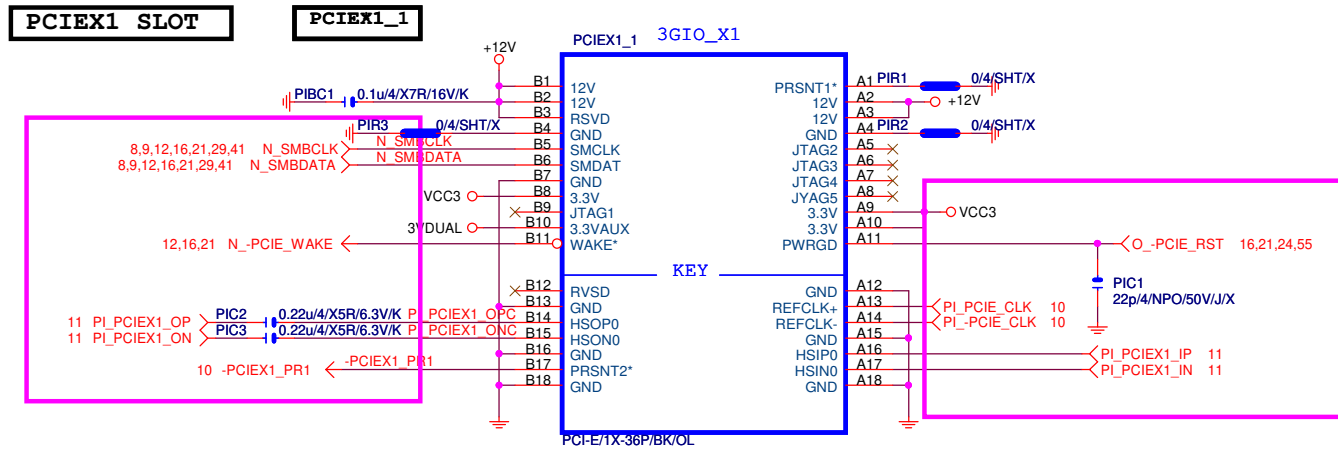 PCIEX1 SLOT
PCIEX1_1
PCIEX1_1 3GIO_X1
+12V
PIBC1 0.1u/4/X7R/16V/K
B1 12V
B2 12V
B3 RSVD
PIR3 0/4/SHT/X B4 GND
8,9,12,16,21,29,41 N_SMBCLK N_SMBCLK B5 SMCLK
8,9,12,16,21,29,41 N_SMBDATA N_SMBDATA B6 SMDAT
B7 GND
VCC3 B8 3.3V
B9 JTAG1
3VDUAL B10 3.3VAUX
12,16,21 N_-PCIE_WAKE B11 WAKE*
KEY
B12 RVSD
B13 GND
11 PI_PCIEX1_OP PIC2 0.22u/4/X5R/6.3V/K PI_PCIEX1_OPC B14 HSOP0
11 PI_PCIEX1_ON PIC3 0.22u/4/X5R/6.3V/K PI_PCIEX1_ONC B15 HSON0
B16 GND
10 -PCIEX1_PR1 -PCIEX1_PR1 B17 PRSNT2*
B18 GND
PRSNT1* A1 PIR1 0/4/SHT/X
12V A2 +12V
12V A3
GND A4 PIR2 0/4/SHT/X
JTAG2 A5
JTAG3 A6
JTAG4 A7
JYAG5 A8
3.3V A9 VCC3
3.3V A10
PWRGD A11 O_-PCIE_RST 16,21,24,55
PIC1
22p/4/NPO/50V/J/X
GND A12
REFCLK+ A13 PI_PCIE_CLK 10
REFCLK- A14 PI_-PCIE_CLK 10
GND A15
HSIP0 A16 PI_PCIEX1_IP 11
HSIN0 A17 PI_PCIEX1_IN 11
GND A18
PCI-E/1X-36P/BK/OL